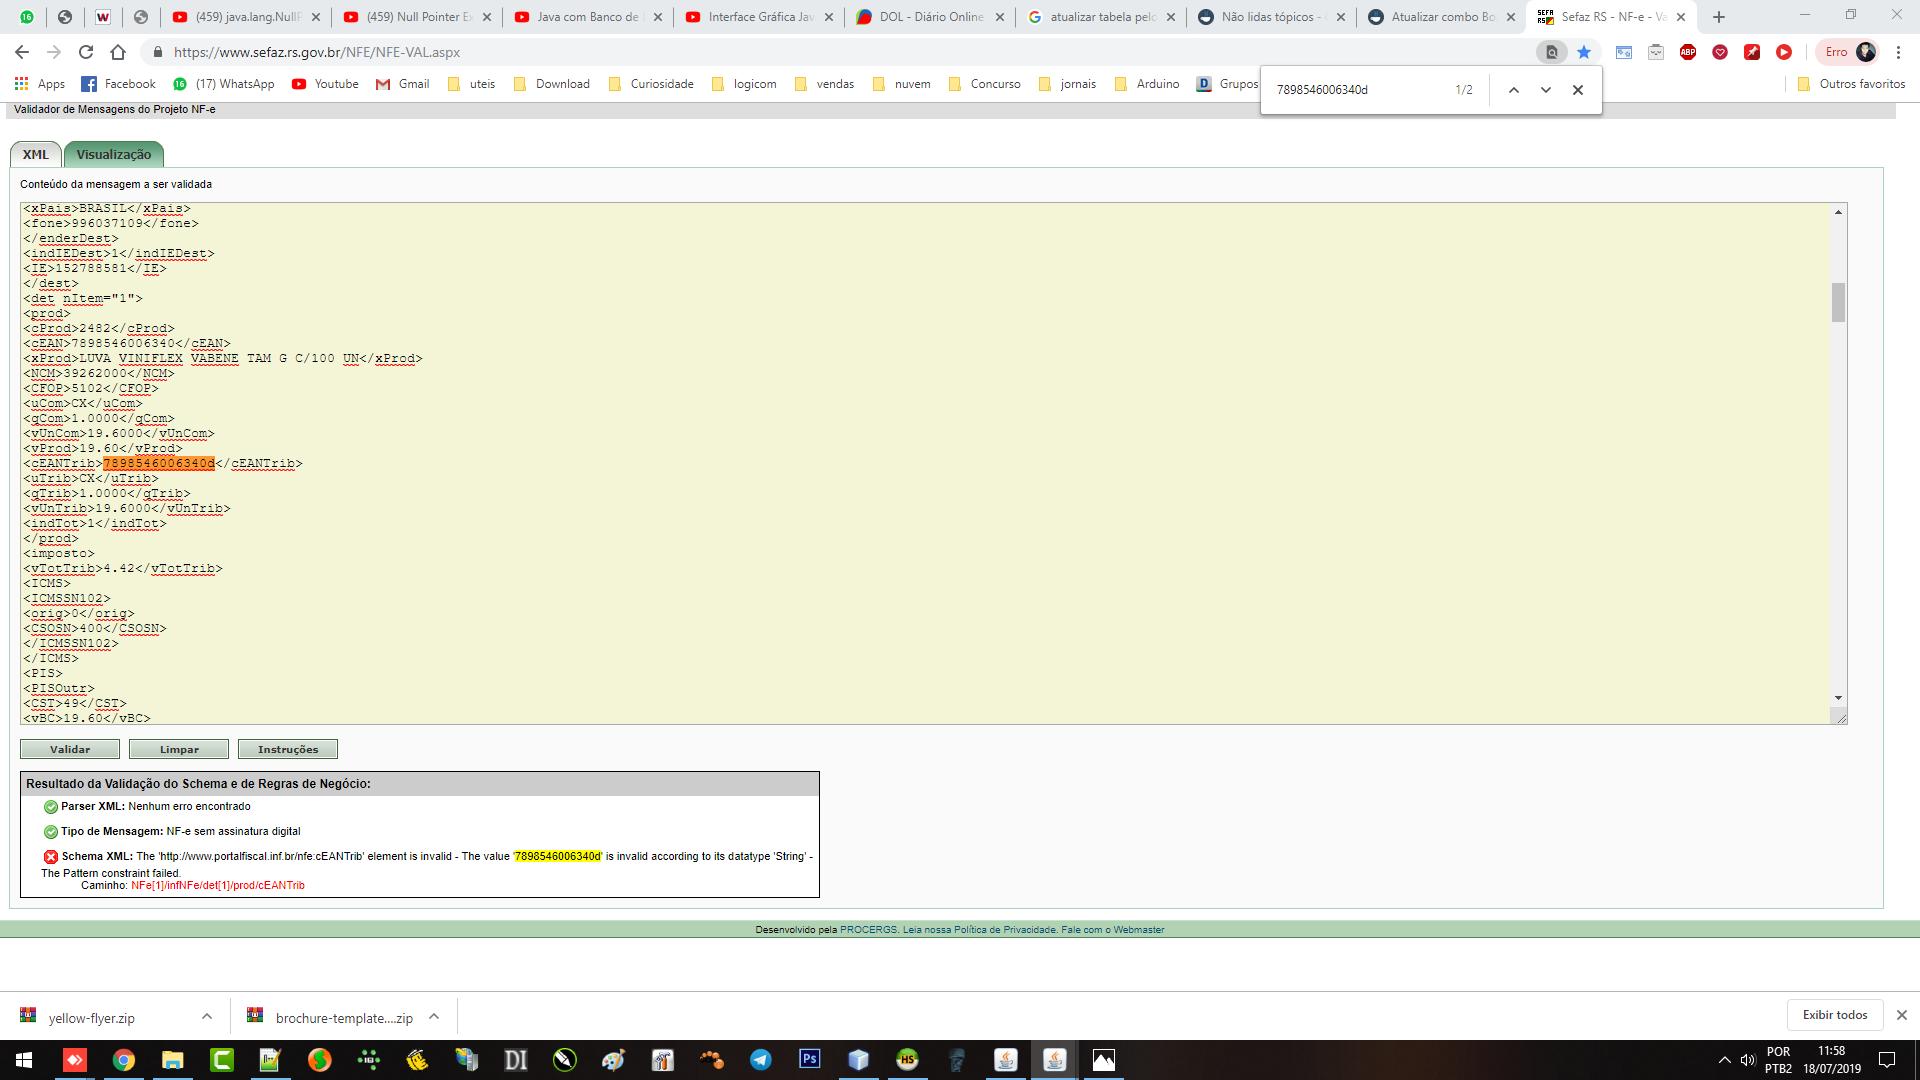 (459) java.lang.NullP
(459) Null Pointer Ex
Java com Banco de
Interface Gráfica Jav
DOL - Diário Online
atualizar tabela pelo
Não lidas tópicos -
Atualizar combo Bo
Sefaz RS - NF-e - Va
https://www.sefaz.rs.gov.br/NFE/NFE-VAL.aspx
Erro
Apps
Facebook
(17) WhatsApp
Youtube
Gmail
uteis
Download
Curiosidade
logicom
vendas
nuvem
Concurso
jornais
Arduino
Grupos
Outros favoritos
7898546006340d 1/2
Validador de Mensagens do Projeto NF-e
XML
Visualização
Conteúdo da mensagem a ser validada
<xPais>BRASIL</xPais>
<fone>996037109</fone>
</enderDest>
<indIEDest>1</indIEDest>
<IE>152788581</IE>
</dest>
<det nItem="1">
<prod>
<cProd>2482</cProd>
<cEAN>7898546006340</cEAN>
<xProd>LUVA VINIFLEX VABENE TAM G C/100 UN</xProd>
<NCM>39262000</NCM>
<CFOP>5102</CFOP>
<uCom>CX</uCom>
<qCom>1.0000</qCom>
<vUnCom>19.6000</vUnCom>
<vProd>19.60</vProd>
<cEANTrib>7898546006340d</cEANTrib>
<uTrib>CX</uTrib>
<qTrib>1.0000</qTrib>
<vUnTrib>19.6000</vUnTrib>
<indTot>1</indTot>
</prod>
<imposto>
<vTotTrib>4.42</vTotTrib>
<ICMS>
<ICMSSN102>
<orig>0</orig>
<CSOSN>400</CSOSN>
</ICMSSN102>
</ICMS>
<PIS>
<PISOutr>
<CST>49</CST>
<vBC>19.60</vBC>
Validar
Limpar
Instruções
Resultado da Validação do Schema e de Regras de Negócio:
Parser XML: Nenhum erro encontrado
Tipo de Mensagem: NF-e sem assinatura digital
Schema XML: The 'http://www.portalfiscal.inf.br/nfe:cEANTrib' element is invalid - The value '7898546006340d' is invalid according to its datatype 'String' -
The Pattern constraint failed.
Caminho: NFe[1]/infNFe/det[1]/prod/cEANTrib
Desenvolvido pela PROCERGS. Leia nossa Política de Privacidade. Fale com o Webmaster
yellow-flyer.zip
brochure-template....zip
Exibir todos
POR
PTB2
11:58
18/07/2019